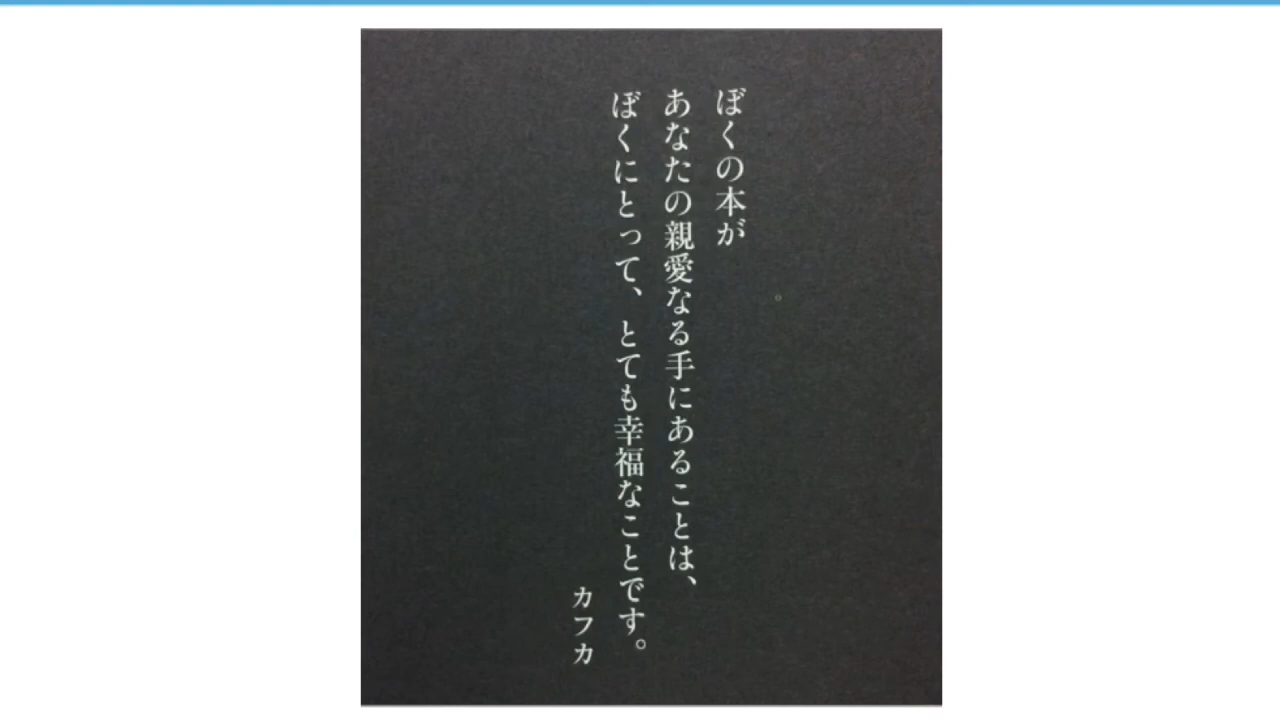 ぼくの本が
あなたの親愛なる手にあることは、
ぼくにとって、とても幸福なことです。
カフカ